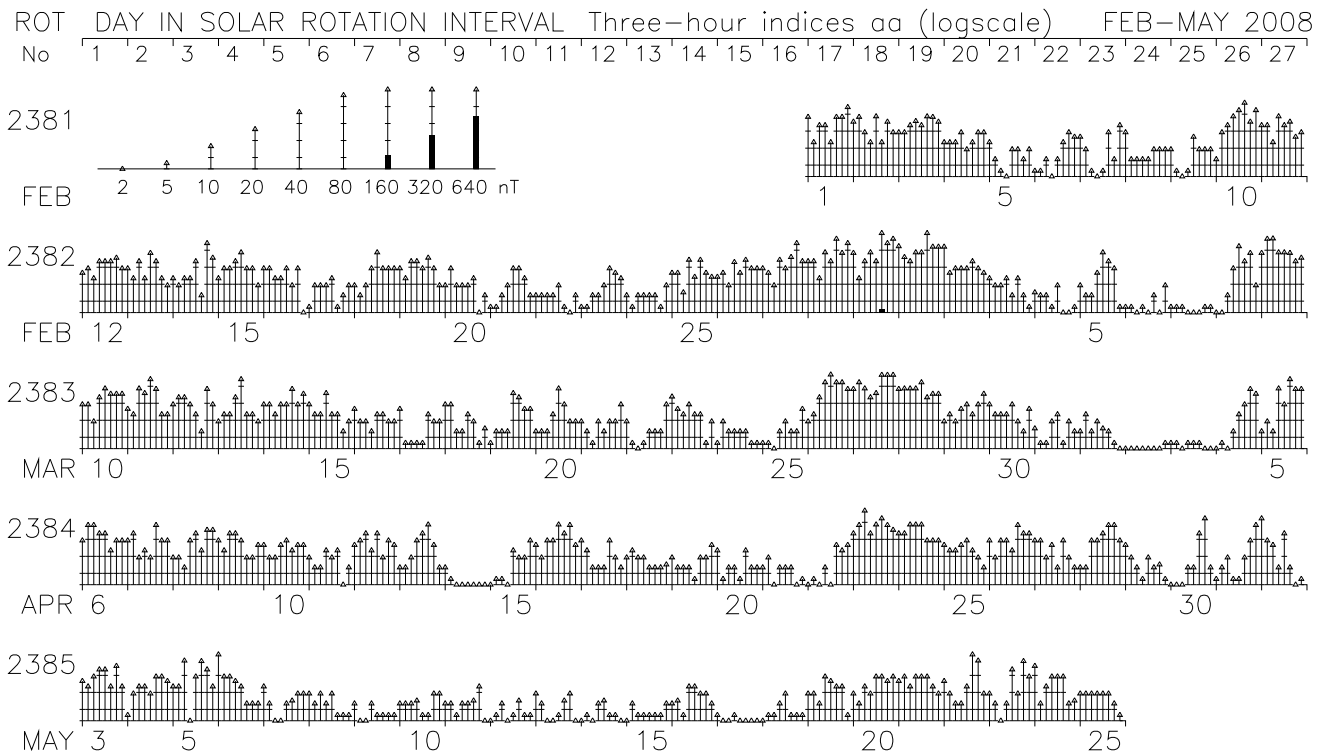 ROT DAY IN SOLAR ROTATION INTERVAL Three-hour indices aa (logscale) FEB-MAY 2008
No 1 2 3 4 5 6 7 8 9 10 11 12 13 14 15 16 17 18 19 20 21 22 23 24 25 26 27
2381
2 5 10 20 40 80 160 320 640 nT
FEB 1 5 10
2382
FEB 12 15 20 25 5
2383
MAR 10 15 20 25 30 5
2384
APR 6 10 15 20 25 30
2385
MAY 3 5 10 15 20 25